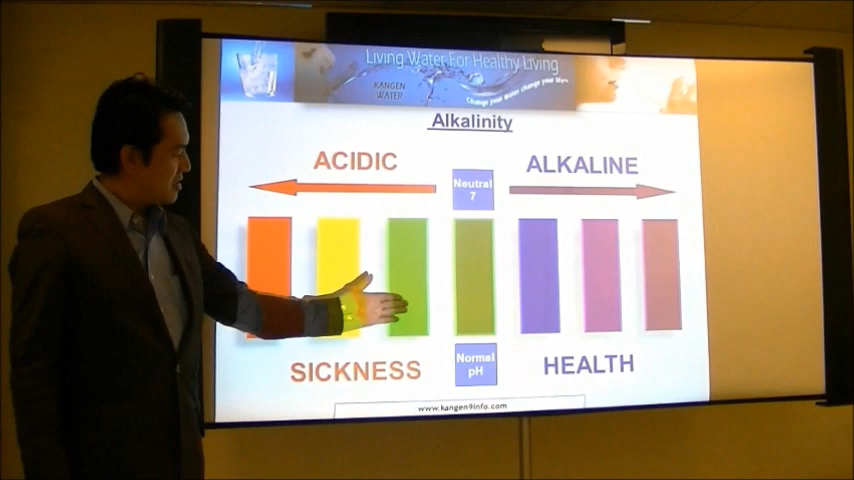 Living Water For Healthy Living
KANGEN
WATER
Change your water change your life™
Alkalinity
ACIDIC
Neutral
7
ALKALINE
SICKNESS
Normal
pH
HEALTH
www.kangen9info.com